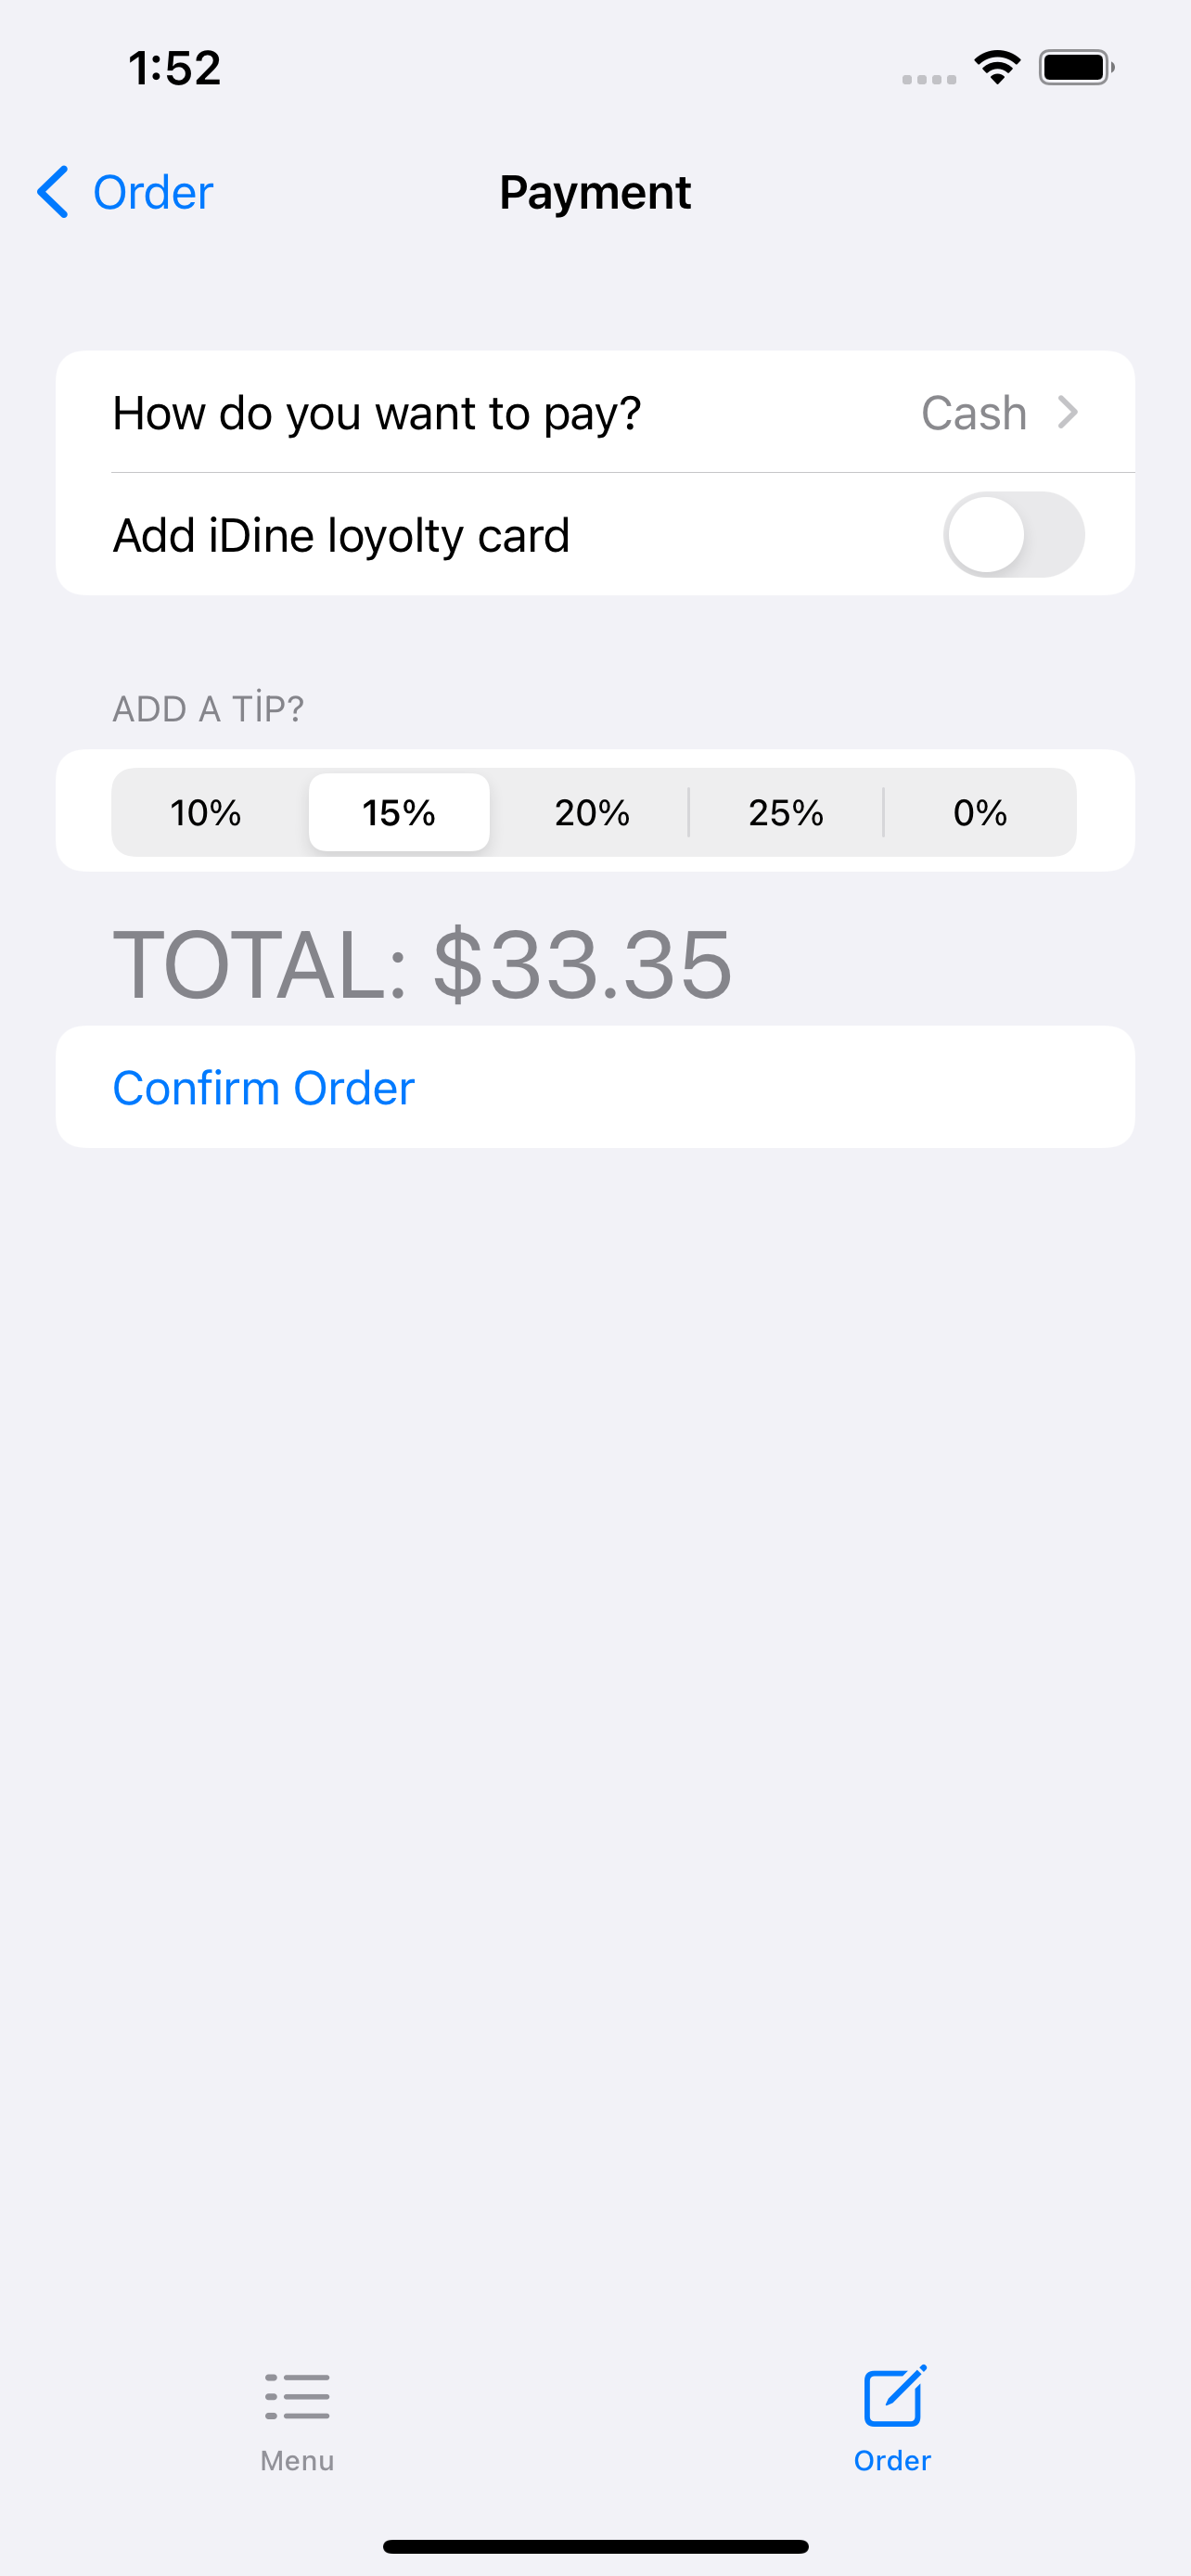 1:52
Order
Payment
How do you want to pay?
Cash
Add iDine loyolty card
ADD A TİP?
10%
15%
20%
25%
0%
TOTAL: $33.35
Confirm Order
Menu
Order